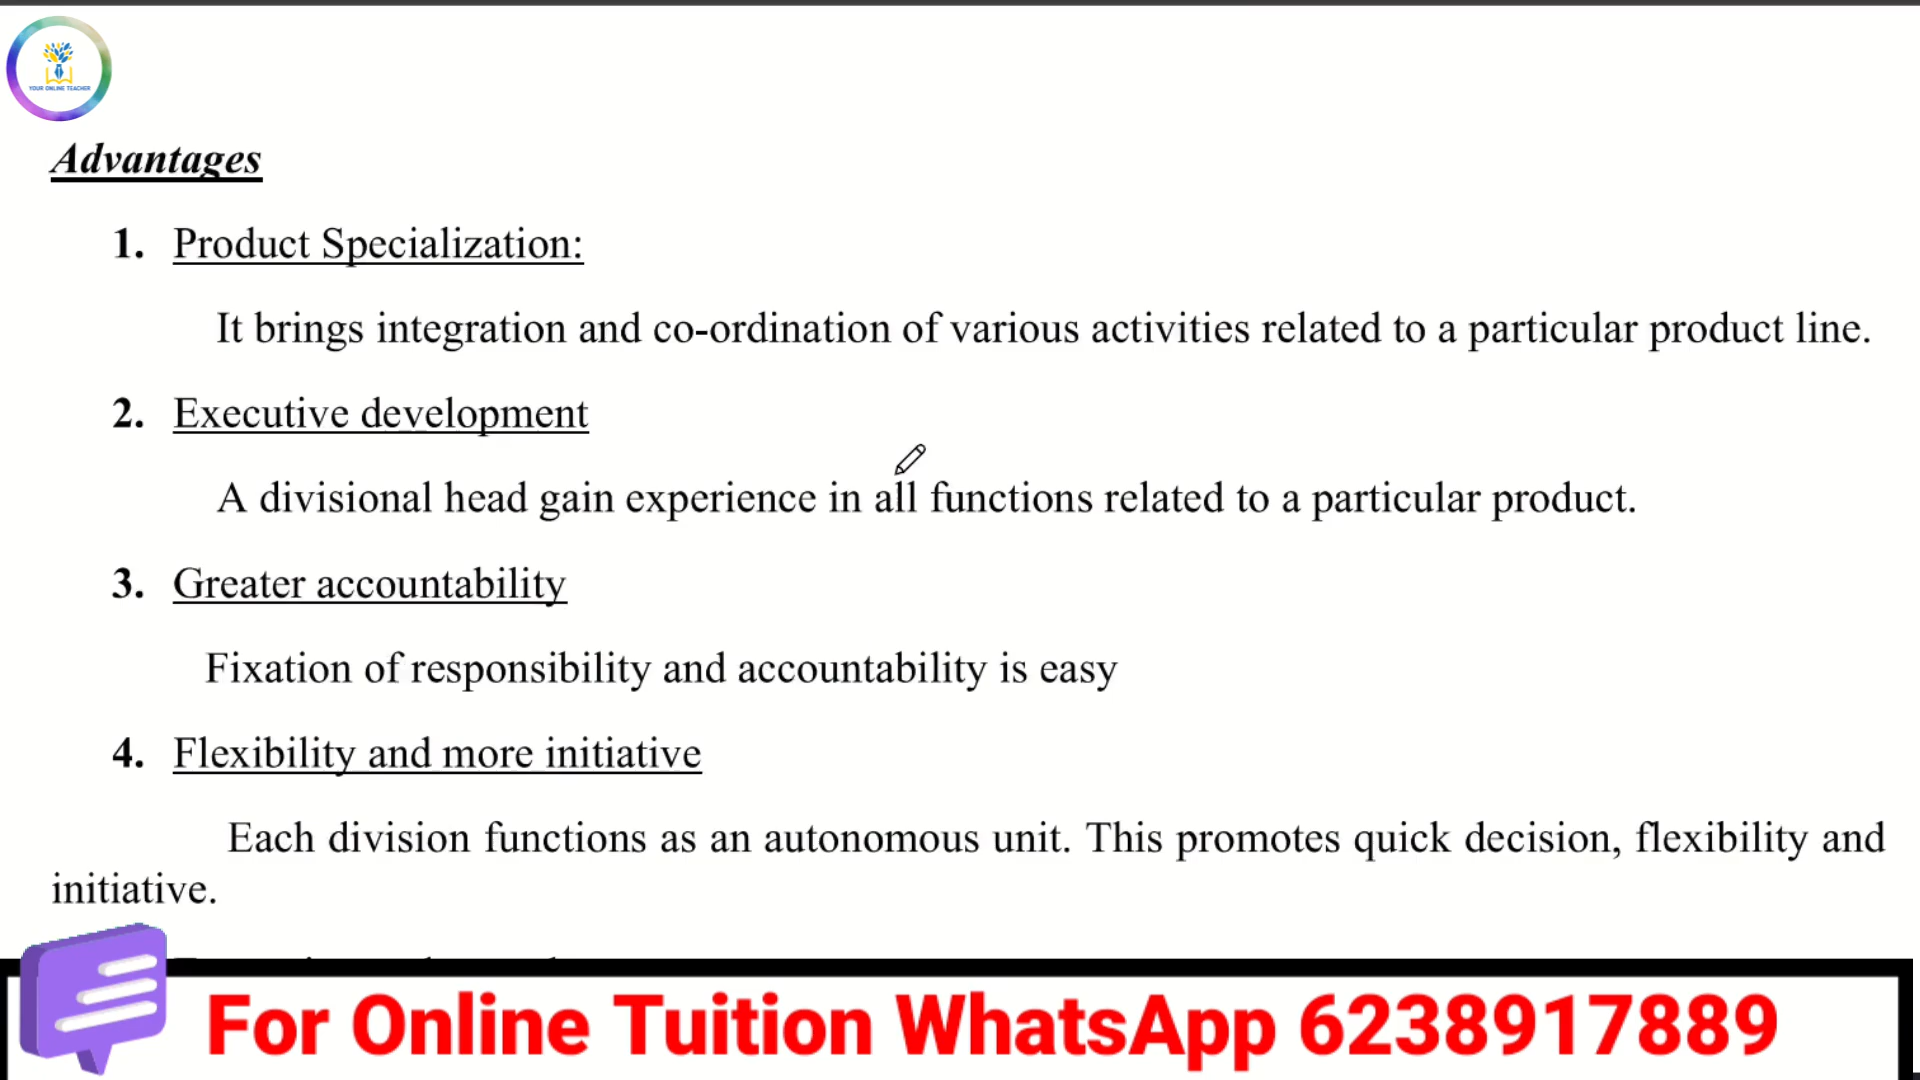 YOUR ONLINE TEACHER
Advantages
1. Product Specialization:
It brings integration and co-ordination of various activities related to a particular product line.
2. Executive development
A divisional head gain experience in all functions related to a particular product.
3. Greater accountability
Fixation of responsibility and accountability is easy
4. Flexibility and more initiative
Each division functions as an autonomous unit. This promotes quick decision, flexibility and
initiative.
For Online Tuition WhatsApp 6238917889